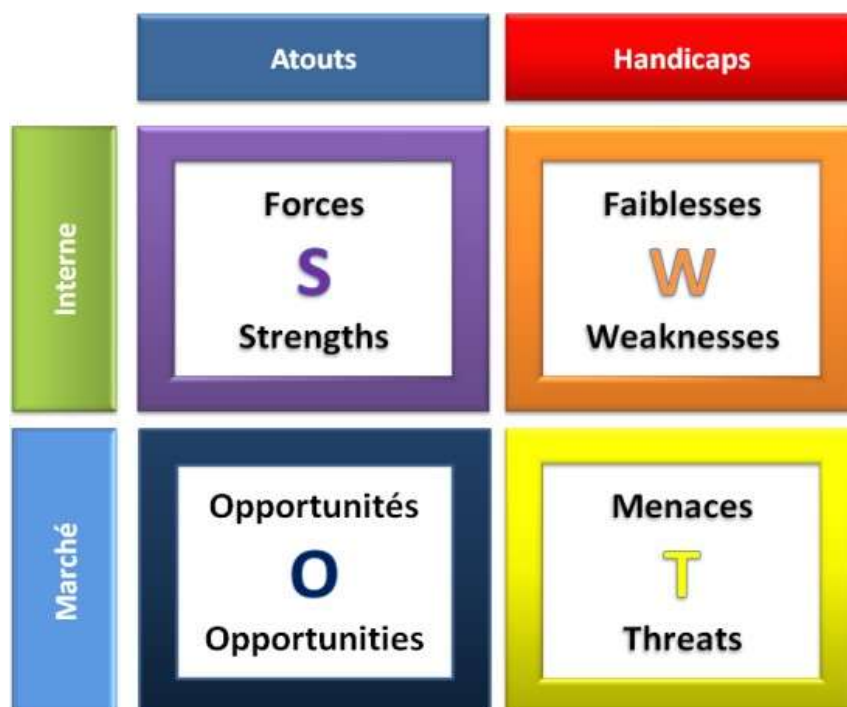 Atouts
Handicaps
Interne
Forces
S
Strengths
Faiblesses
W
Weaknesses
Marché
Opportunités
O
Opportunities
Menaces
T
Threats